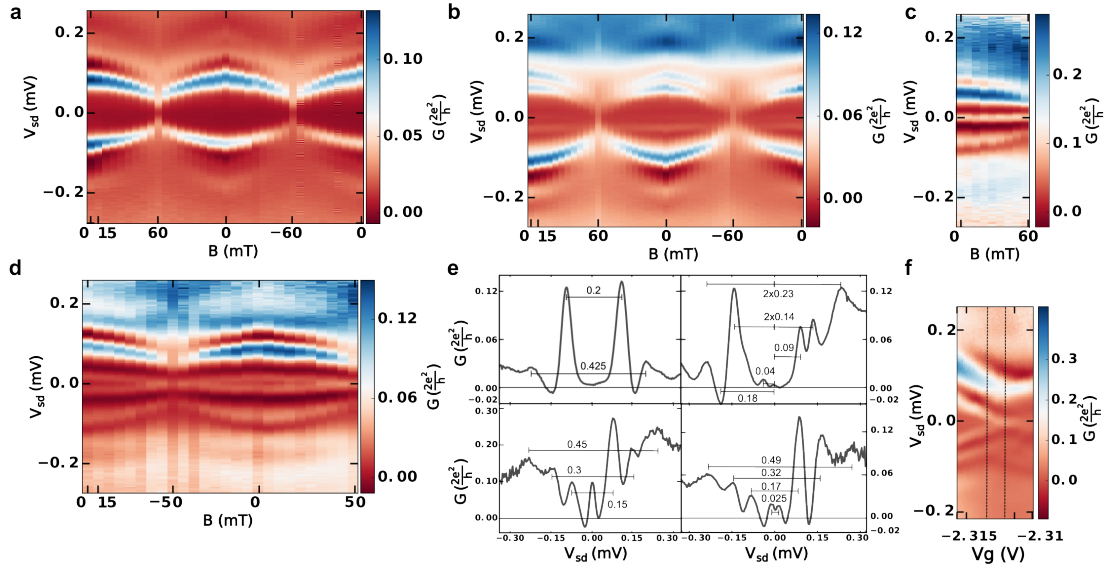 a
0.2
0.0
−0.2
V_sd (mV)
0 15 60 0 −60 0
B (mT)
0.10
0.05
0.00
G (2e²/h)
b
0.2
0.0
−0.2
V_sd (mV)
0 15 60 0 −60 0
B (mT)
0.12
0.06
0.00
G (2e²/h)
c
0.2
0.0
−0.2
V_sd (mV)
0 60
B (mT)
0.2
0.1
0.0
G (2e²/h)
d
0.2
0.0
−0.2
V_sd (mV)
0 −50 0 50
B (mT)
0.12
0.06
0.00
G (2e²/h)
e
0.12
0.06
0.00
−0.02
G (2e²/h)
0.2
0.425
2x0.23
2x0.14
0.09
0.04
0.18
0.12
0.06
0.00
−0.02
G (2e²/h)
0.30
0.20
0.10
0.00
G (2e²/h)
0.45
0.3
0.15
0.49
0.32
0.17
0.025
0.12
0.06
0.00
−0.02
G (2e²/h)
−0.30 −0.15 0.00 0.15 0.30
V_sd (mV)
−0.30 −0.15 0.00 0.15 0.30
V_sd (mV)
f
0.2
0.0
−0.2
V_sd (mV)
−2.315 −2.31
Vg (V)
0.3
0.2
0.1
0.0
G (2e²/h)